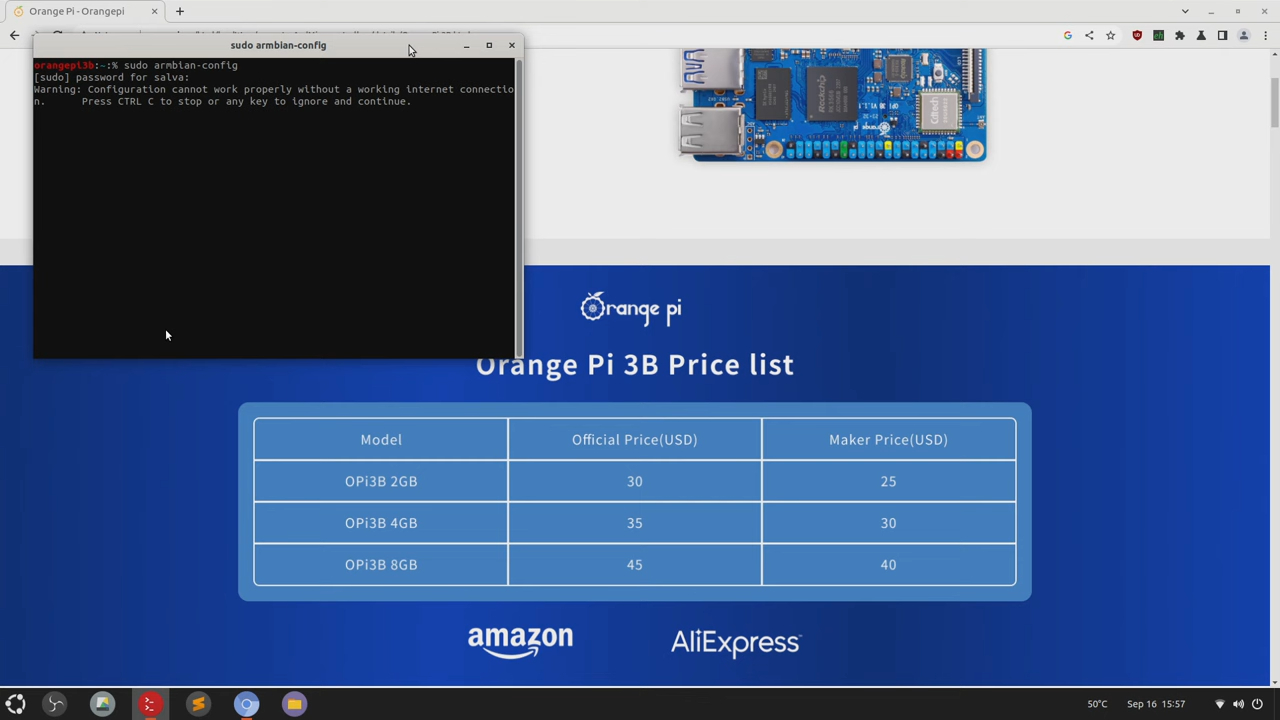 Orange Pi - Orangepi
sudo armbian-config
orangepi3b:~:% sudo armbian-config
[sudo] password for salva:
Warning: Configuration cannot work properly without a working internet connectio
n.      Press CTRL C to stop or any key to ignore and continue.
Orange pi
Orange Pi 3B Price list
Model Official Price(USD) Maker Price(USD)
OPi3B 2GB 30 25
OPi3B 4GB 35 30
OPi3B 8GB 45 40
amazon AliExpress
50°C Sep 16 15:57